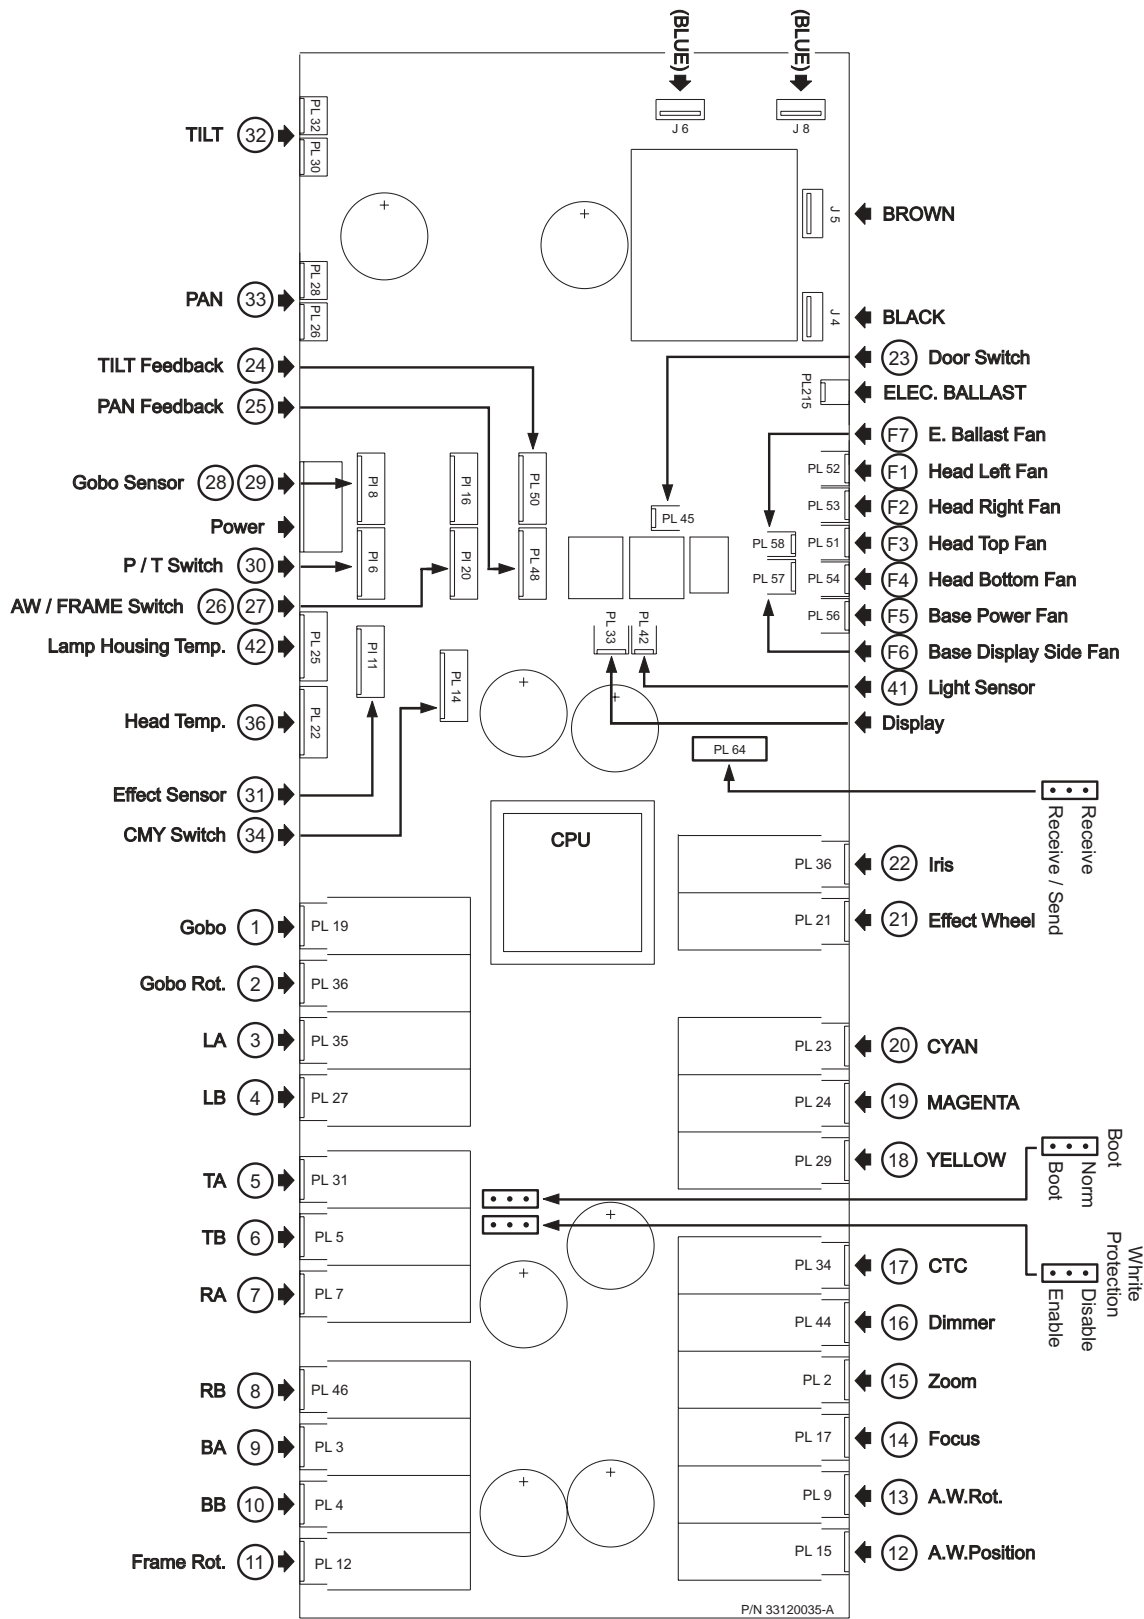 (BLUE)
(BLUE)
J 6
J 8
TILT 32
PL 32
PL 30
J 5
BROWN
PAN 33
PL 28
PL 26
J 4
BLACK
TILT Feedback 24
23 Door Switch
PAN Feedback 25
PL215
ELEC. BALLAST
F7 E. Ballast Fan
Gobo Sensor 28 29
PI 8
PI 16
PL 50
PL 45
PL 52
F1 Head Left Fan
PL 53
F2 Head Right Fan
Power
PL 58
PL 51
F3 Head Top Fan
P / T Switch 30
PI 6
PI 20
PL 48
PL 57
PL 54
F4 Head Bottom Fan
AW / FRAME Switch 26 27
PL 56
F5 Base Power Fan
Lamp Housing Temp. 42
PL 25
PI 11
PL 14
PL 33
PL 42
F6 Base Display Side Fan
41 Light Sensor
Head Temp. 36
PL 22
Display
PL 64
Effect Sensor 31
Receive
Receive / Send
CMY Switch 34
CPU
PL 36
22 Iris
Gobo 1
PL 19
PL 21
21 Effect Wheel
Gobo Rot. 2
PL 36
LA 3
PL 35
PL 23
20 CYAN
LB 4
PL 27
PL 24
19 MAGENTA
TA 5
PL 31
PL 29
18 YELLOW
Boot
Norm
Boot
TB 6
PL 5
PL 34
17 CTC
Whrite
Protection
Disable
Enable
RA 7
PL 7
PL 44
16 Dimmer
RB 8
PL 46
PL 2
15 Zoom
BA 9
PL 3
PL 17
14 Focus
BB 10
PL 4
PL 9
13 A.W.Rot.
Frame Rot. 11
PL 12
PL 15
12 A.W.Position
P/N 33120035-A
+
+
+
+
+
+
+
+